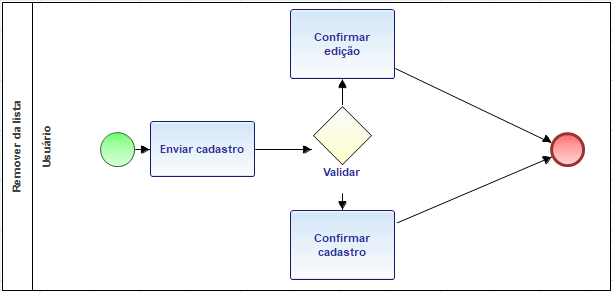 Remover da lista
Usuário
Enviar cadastro
Confirmar
edição
Validar
Confirmar
cadastro